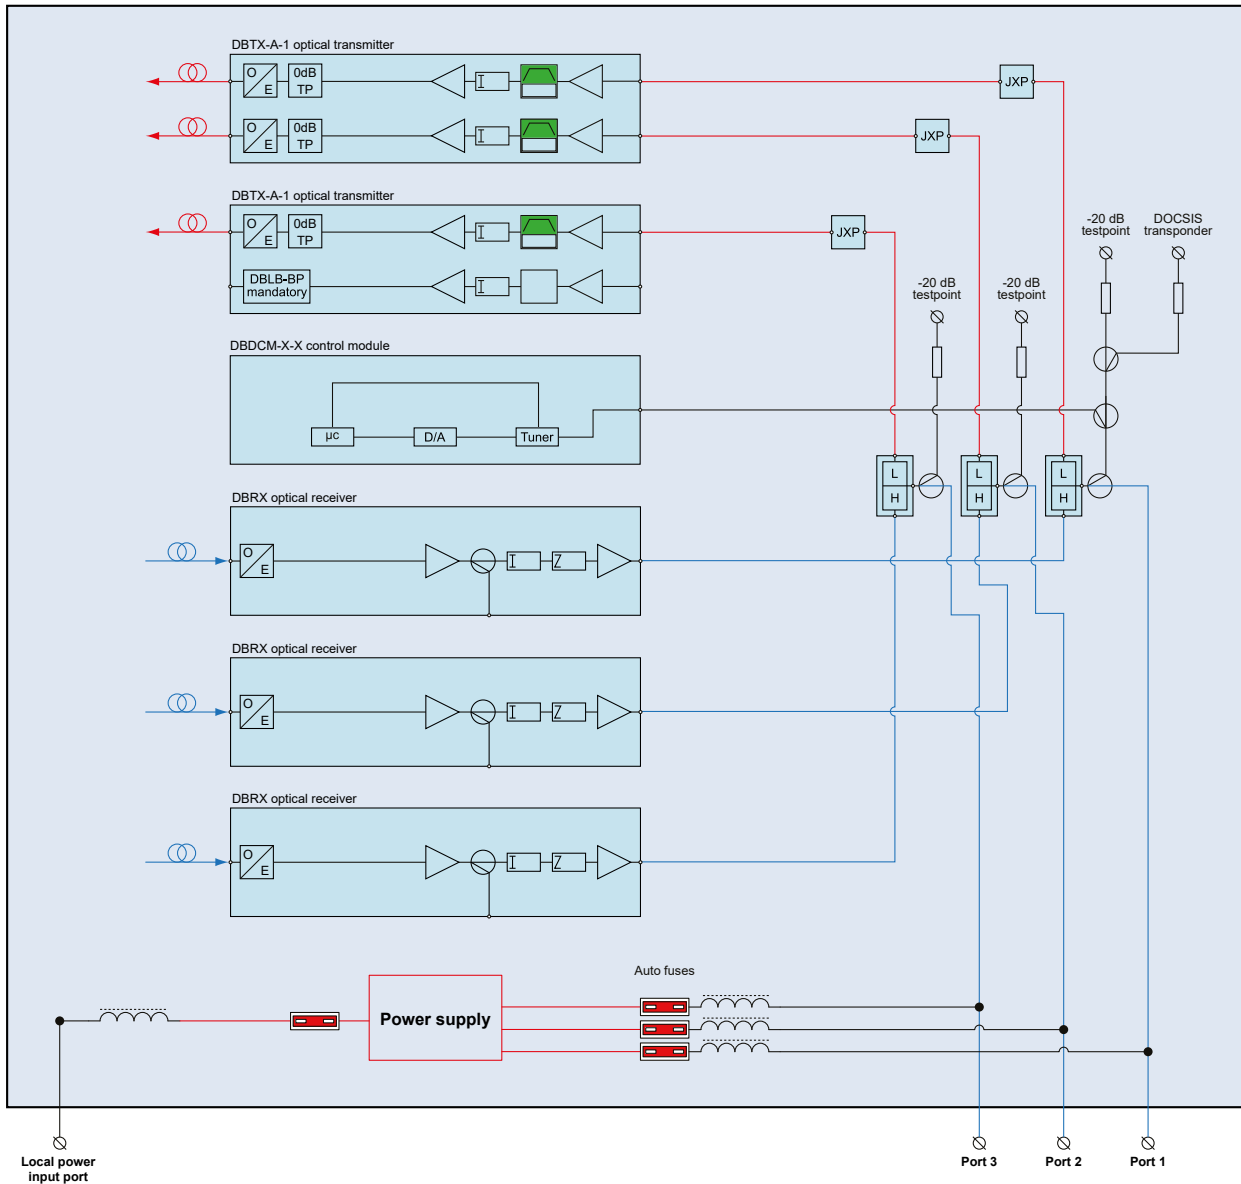 DBTX-A-1 optical transmitter
O
E
0dB
TP
JXP
O
E
0dB
TP
JXP
DBTX-A-1 optical transmitter
O
E
0dB
TP
JXP
-20 dB
testpoint
DOCSIS
transponder
DBLB-BP
mandatory
-20 dB
testpoint
-20 dB
testpoint
DBDCM-X-X control module
µc
D/A
Tuner
L
H
L
H
L
H
DBRX optical receiver
O
E
DBRX optical receiver
O
E
DBRX optical receiver
O
E
Auto fuses
Power supply
Local power
input port
Port 3
Port 2
Port 1